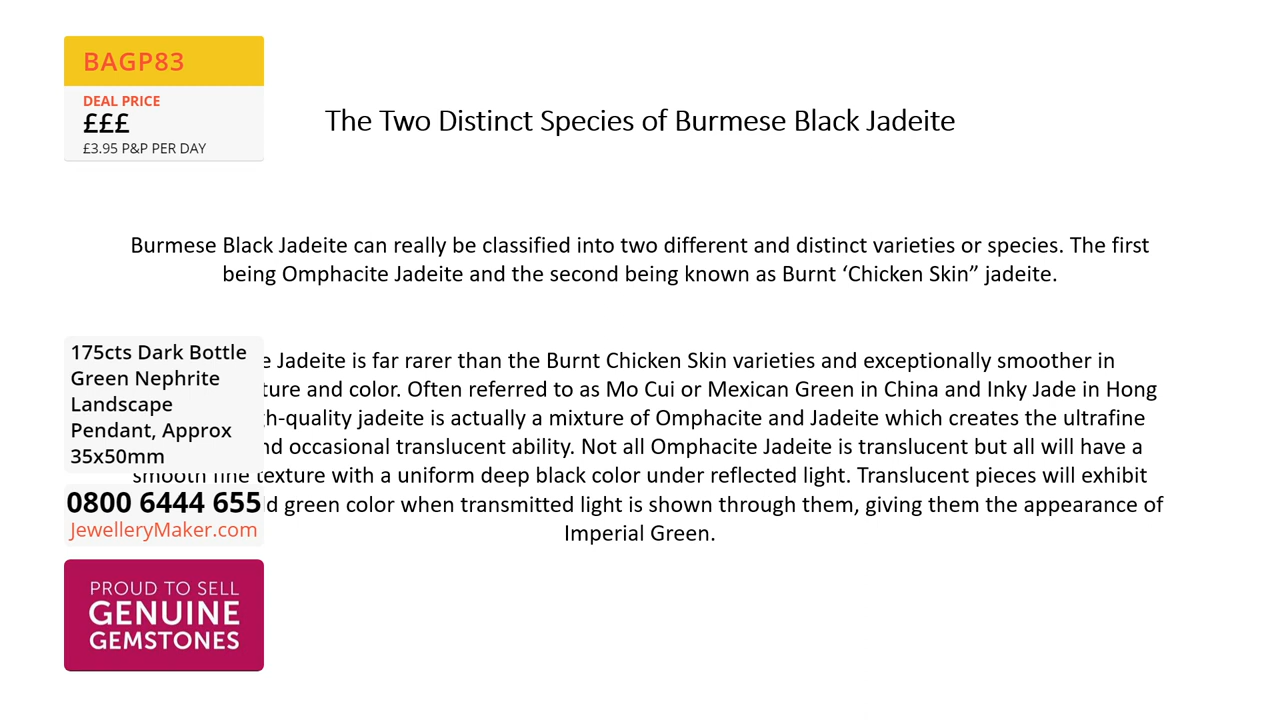 BAGP83
DEAL PRICE
£££
£3.95 P&P PER DAY
The Two Distinct Species of Burmese Black Jadeite
Burmese Black Jadeite can really be classified into two different and distinct varieties or species. The first
being Omphacite Jadeite and the second being known as Burnt ‘Chicken Skin” jadeite.
175cts Dark Bottle
Green Nephrite
Landscape
Pendant, Approx
35x50mm
Jadeite is far rarer than the Burnt Chicken Skin varieties and exceptionally smoother in
and color. Often referred to as Mo Cui or Mexican Green in China and Inky Jade in Hong
jadeite is actually a mixture of Omphacite and Jadeite which creates the ultrafine
occasional translucent ability. Not all Omphacite Jadeite is translucent but all will have a
smooth fine texture with a uniform deep black color under reflected light. Translucent pieces will exhibit
green color when transmitted light is shown through them, giving them the appearance of
Imperial Green.
0800 6444 655
JewelleryMaker.com
PROUD TO SELL
GENUINE
GEMSTONES